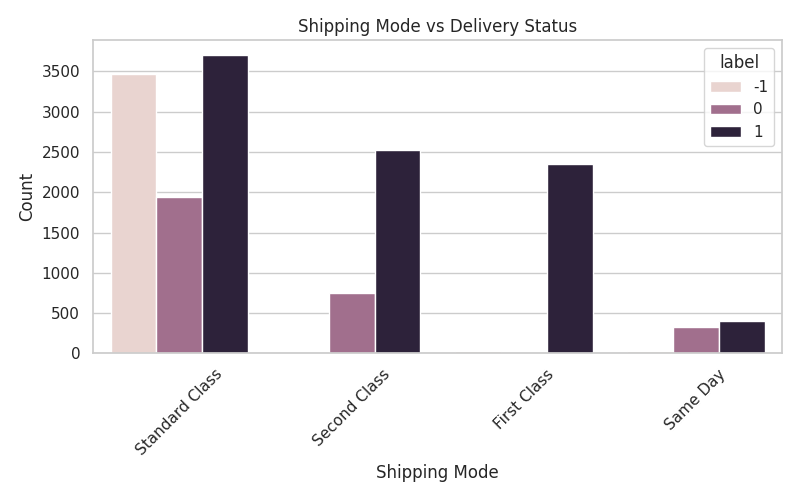 Shipping Mode vs Delivery Status
label
-1
0
1
Count
3500
3000
2500
2000
1500
1000
500
0
Standard Class
Second Class
First Class
Same Day
Shipping Mode